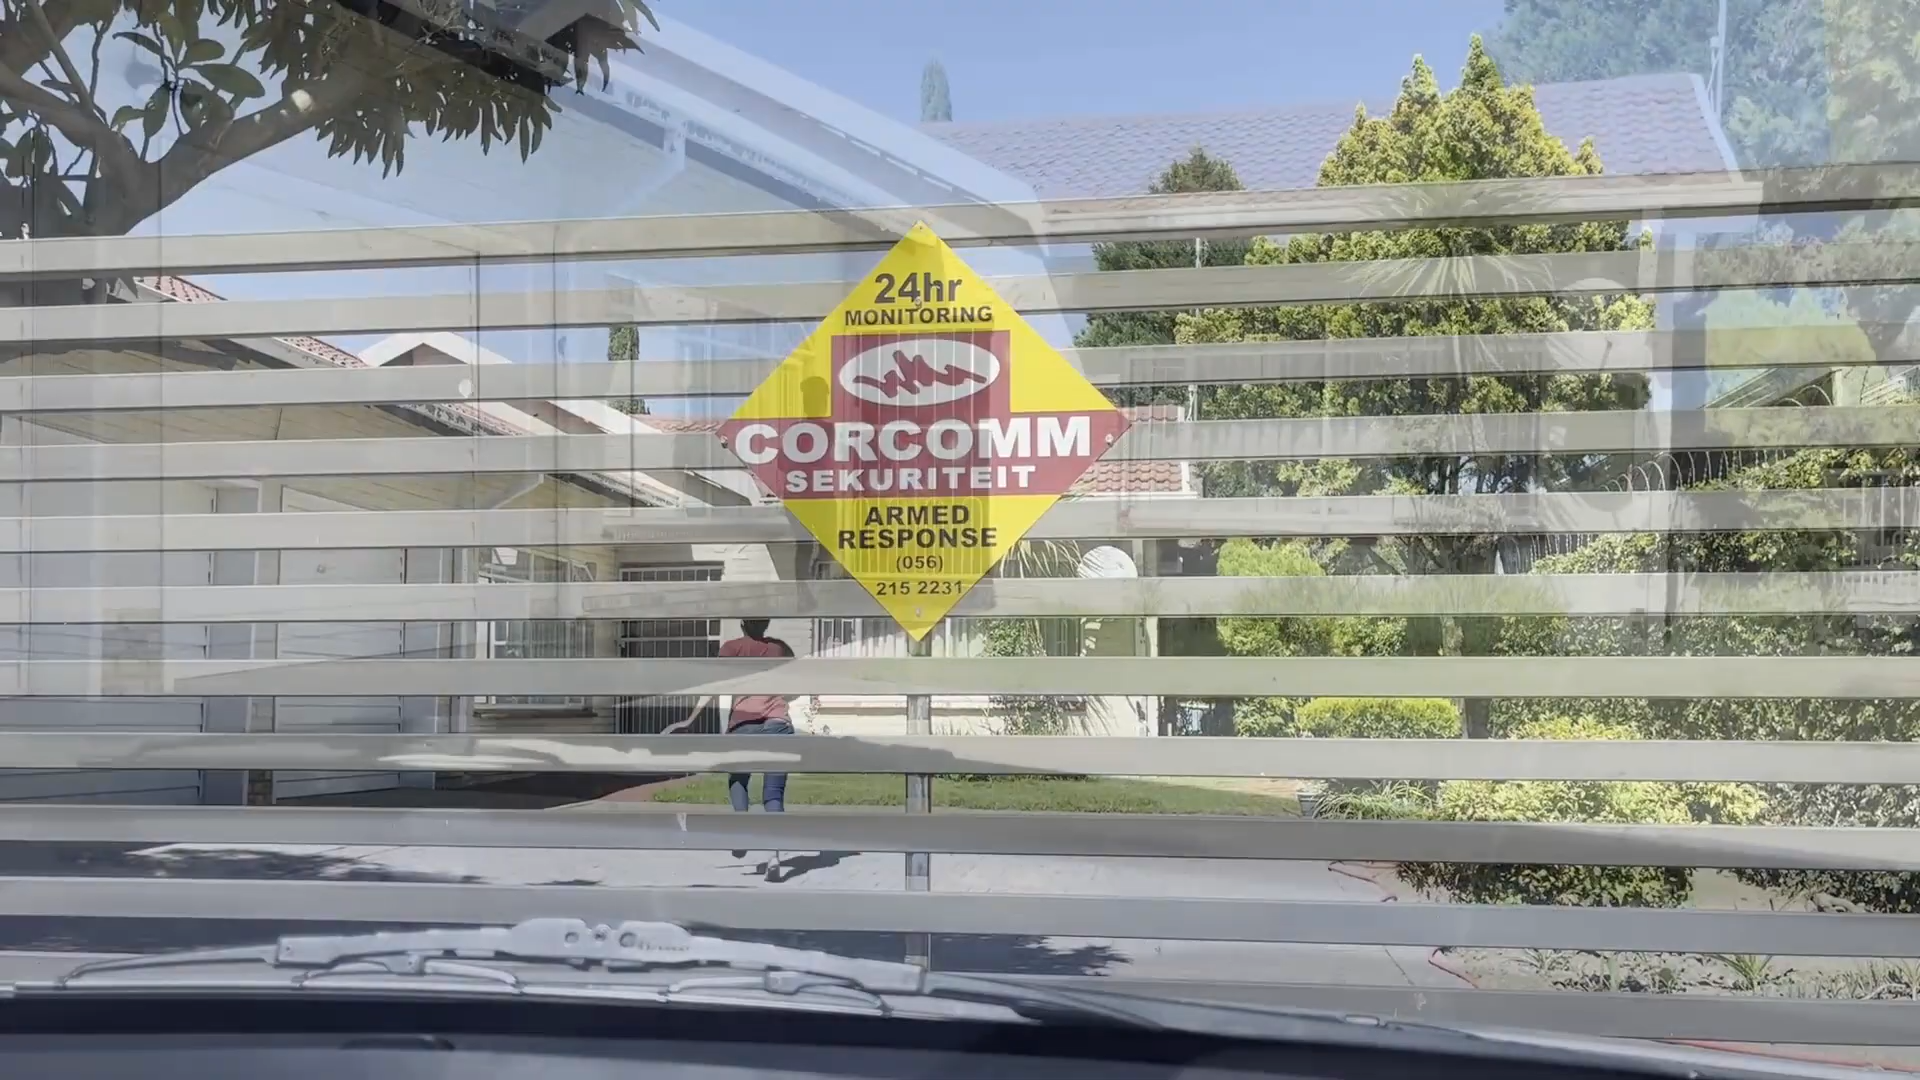 24hr
MONITORING
CORCOMM
SEKURITEIT
ARMED
RESPONSE
(056)
215 2231